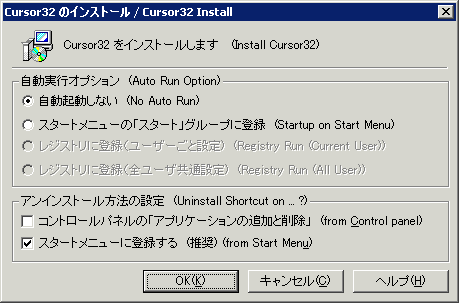 Cursor32 のインストール / Cursor32 Install
Cursor32 をインストールします (Install Cursor32)
自動実行オプション (Auto Run Option)
自動起動しない (No Auto Run)
スタートメニューの「スタート」グループに登録 (Startup on Start Menu)
レジストリに登録(ユーザーごと設定) (Registry Run (Current User))
レジストリに登録(全ユーザ共通設定) (Registry Run (All User))
アンインストール方法の設定 (Uninstall Shortcut on ... ?)
コントロールパネルの「アプリケーションの追加と削除」 (from Control panel)
スタートメニューに登録する (推奨) (from Start Menu)
OK(K) キャンセル(C) ヘルプ(H)